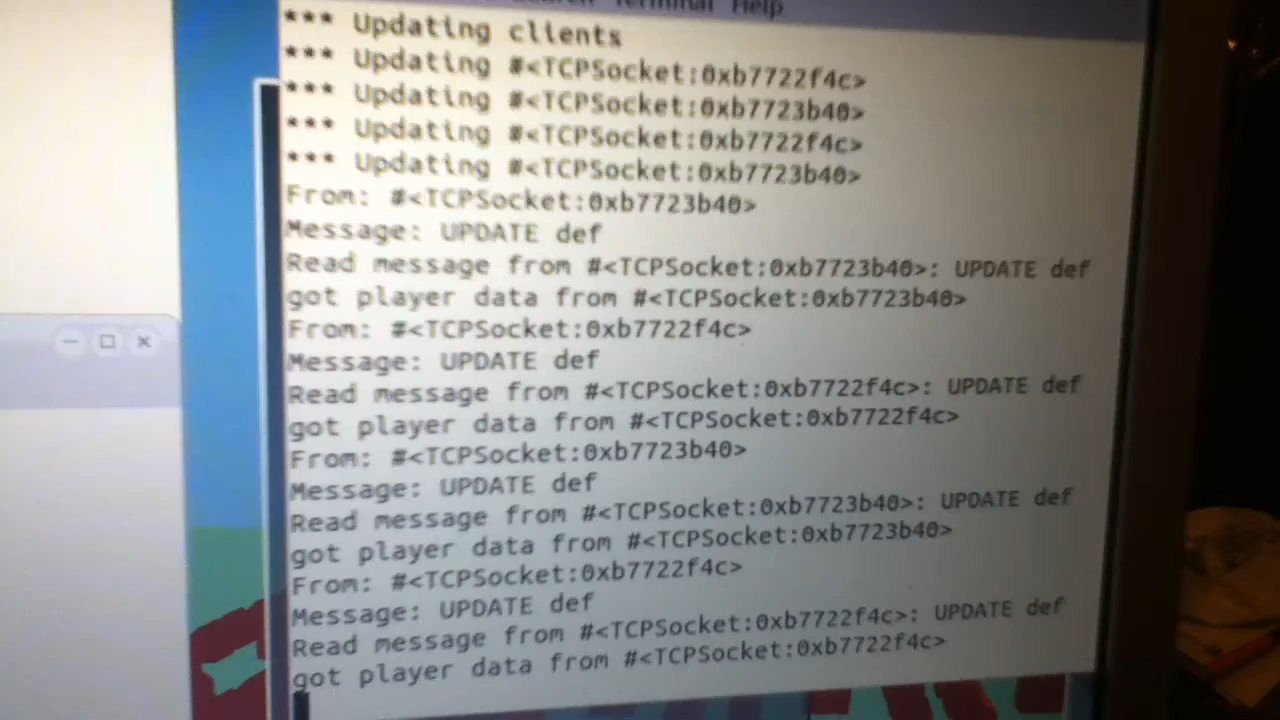 Terminal Help
*** Updating clients
*** Updating #<TCPSocket:0xb7722f4c>
*** Updating #<TCPSocket:0xb7723b40>
*** Updating #<TCPSocket:0xb7722f4c>
*** Updating #<TCPSocket:0xb7723b40>
From: #<TCPSocket:0xb7723b40>
Message: UPDATE def
Read message from #<TCPSocket:0xb7723b40>: UPDATE def
got player data from #<TCPSocket:0xb7723b40>
From: #<TCPSocket:0xb7722f4c>
Message: UPDATE def
Read message from #<TCPSocket:0xb7722f4c>: UPDATE def
got player data from #<TCPSocket:0xb7722f4c>
From: #<TCPSocket:0xb7723b40>
Message: UPDATE def
Read message from #<TCPSocket:0xb7723b40>: UPDATE def
got player data from #<TCPSocket:0xb7723b40>
From: #<TCPSocket:0xb7722f4c>
Message: UPDATE def
Read message from #<TCPSocket:0xb7722f4c>: UPDATE def
got player data from #<TCPSocket:0xb7722f4c>